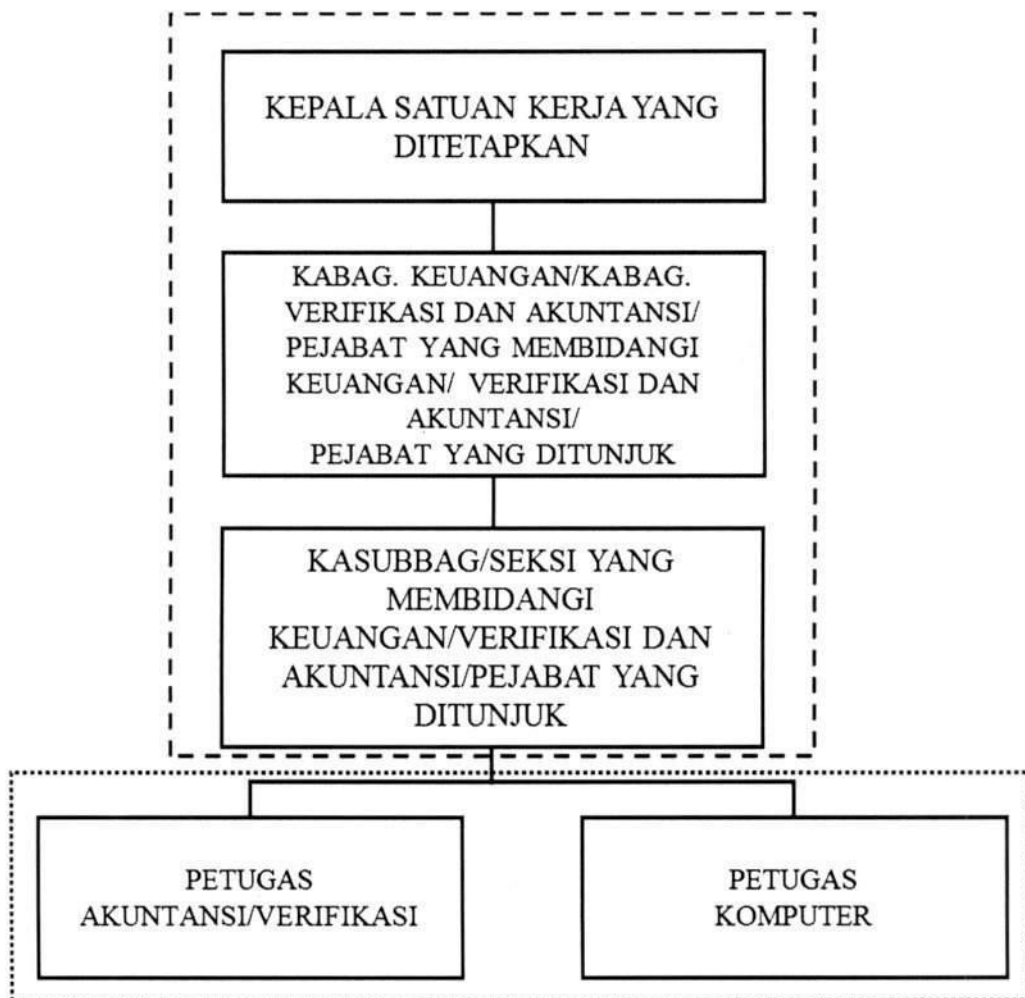 KEPALA SATUAN KERJA YANG
DITETAPKAN
KABAG. KEUANGAN/KABAG.
VERIFIKASI DAN AKUNTANSI/
PEJABAT YANG MEMBIDANGI
KEUANGAN/ VERIFIKASI DAN
AKUNTANSI/
PEJABAT YANG DITUNJUK
KASUBBAG/SEKSI YANG
MEMBIDANGI
KEUANGAN/VERIFIKASI DAN
AKUNTANSI/PEJABAT YANG
DITUNJUK
PETUGAS
AKUNTANSI/VERIFIKASI
PETUGAS
KOMPUTER